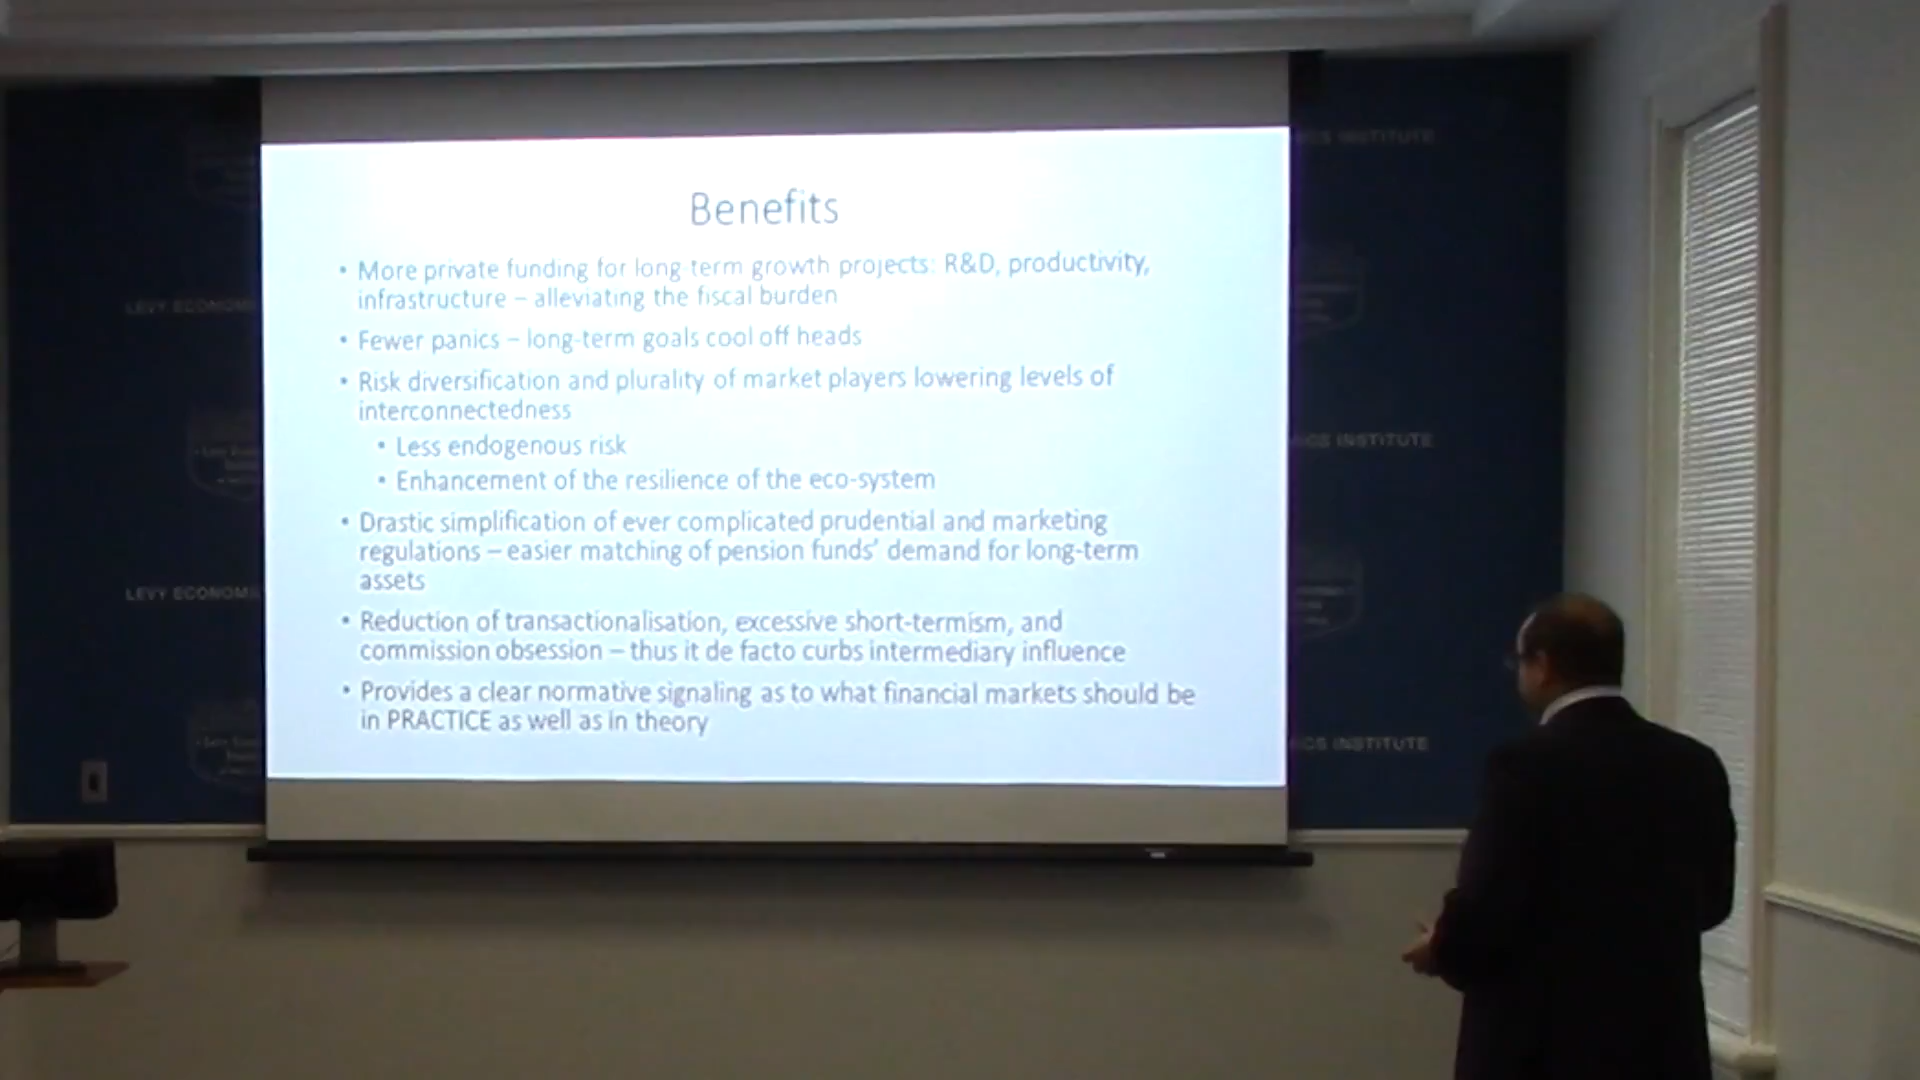 Benefits
• More private funding for long term growth projects: R&D, productivity,
infrastructure – alleviating the fiscal burden
• Fewer panics – long-term goals cool off heads
• Risk diversification and plurality of market players lowering levels of
interconnectedness
• Less endogenous risk
• Enhancement of the resilience of the eco-system
• Drastic simplification of ever complicated prudential and marketing
regulations – easier matching of pension funds' demand for long-term
assets
• Reduction of transactionalisation, excessive short-termism, and
commission obsession – thus it de facto curbs intermediary influence
• Provides a clear normative signaling as to what financial markets should be
in PRACTICE as well as in theory
LEVY ECONOM
LEVY ECONOM
CS INSTITUTE
ICS INSTITUTE
ICS INSTITUTE